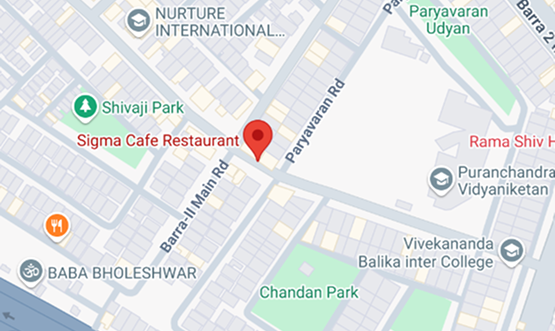 NURTURE
INTERNATIONAL...
Paryavaran
Udyan
Barra 2
Pa
Shivaji Park
Sigma Cafe Restaurant
Paryavaran Rd
Rama Shiv H
Puranchandra
Vidyaniketan
Barra-II Main Rd
Vivekananda
Balika inter College
BABA BHOLESHWAR
Chandan Park